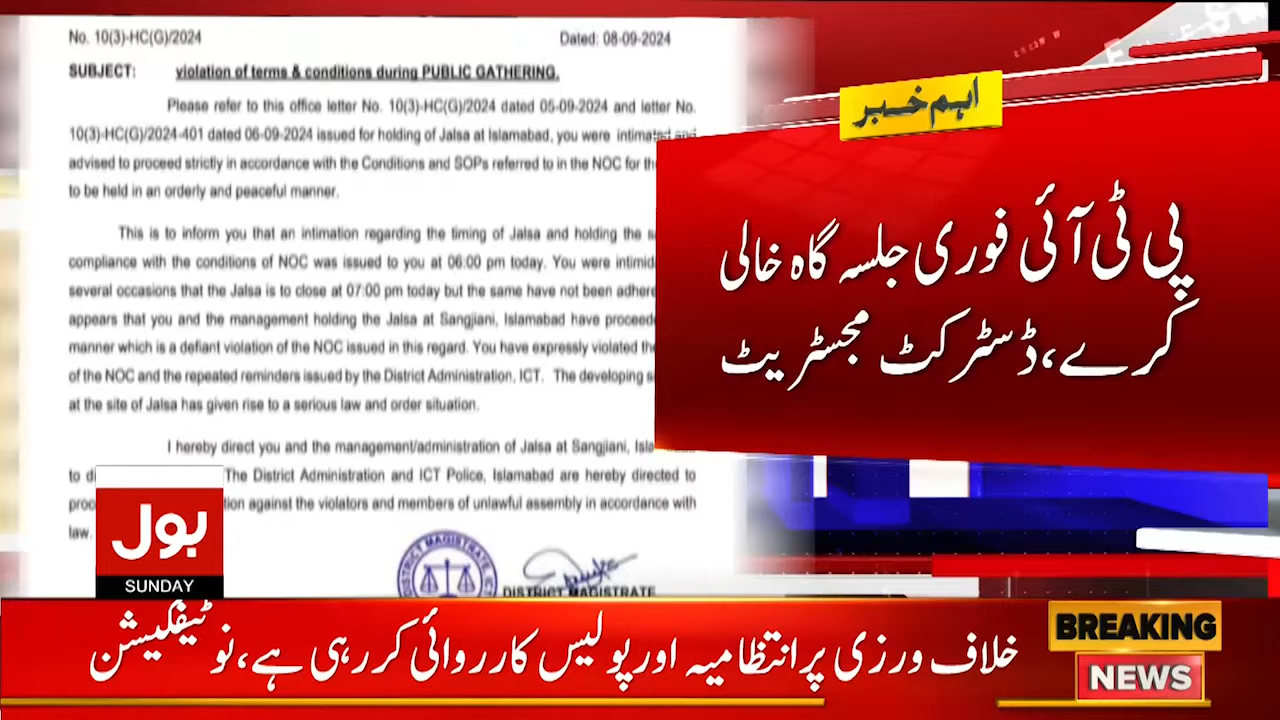 No. 10(3)-HC(G)/2024
Dated: 08-09-2024
SUBJECT: violation of terms & conditions during PUBLIC GATHERING.
Please refer to this office letter No. 10(3)-HC(G)/2024 dated 05-09-2024 and letter No.
10(3)-HC(G)/2024-401 dated 06-09-2024 issued for holding of Jalsa at Islamabad, you were intimated and
advised to proceed strictly in accordance with the Conditions and SOPs referred to in the NOC for
to be held in an orderly and peaceful manner.
This is to inform you that an intimation regarding the timing of Jalsa and holding the
compliance with the conditions of NOC was issued to you at 06:00 pm today. You were
several occasions that the Jalsa is to close at 07:00 pm today but the same have not been
appears that you and the management holding the Jalsa at Sangjiani, Islamabad have
manner which is a defiant violation of the NOC issued in this regard. You have expressly violated
of the NOC and the repeated reminders issued by the District Administration, ICT. The developing
at the site of Jalsa has given rise to a serious law and order situation.
I hereby direct you and the management/administration of Jalsa at Sangjiani,
to The District Administration and ICT Police, Islamabad are hereby directed to
against the violators and members of unlawful assembly in accordance with
law.
DISTRICT MAGISTRATE, ICT
DISTRICT MAGISTRATE
اہم خبر
پی ٹی آئی فوری جلسہ گاہ خالی
کرے، ڈسٹرکٹ مجسٹریٹ
بول
SUNDAY
خلاف ورزی پر انتظامیہ اور پولیس کارروائی کر رہی ہے، نوٹیفکیشن
BREAKING
NEWS